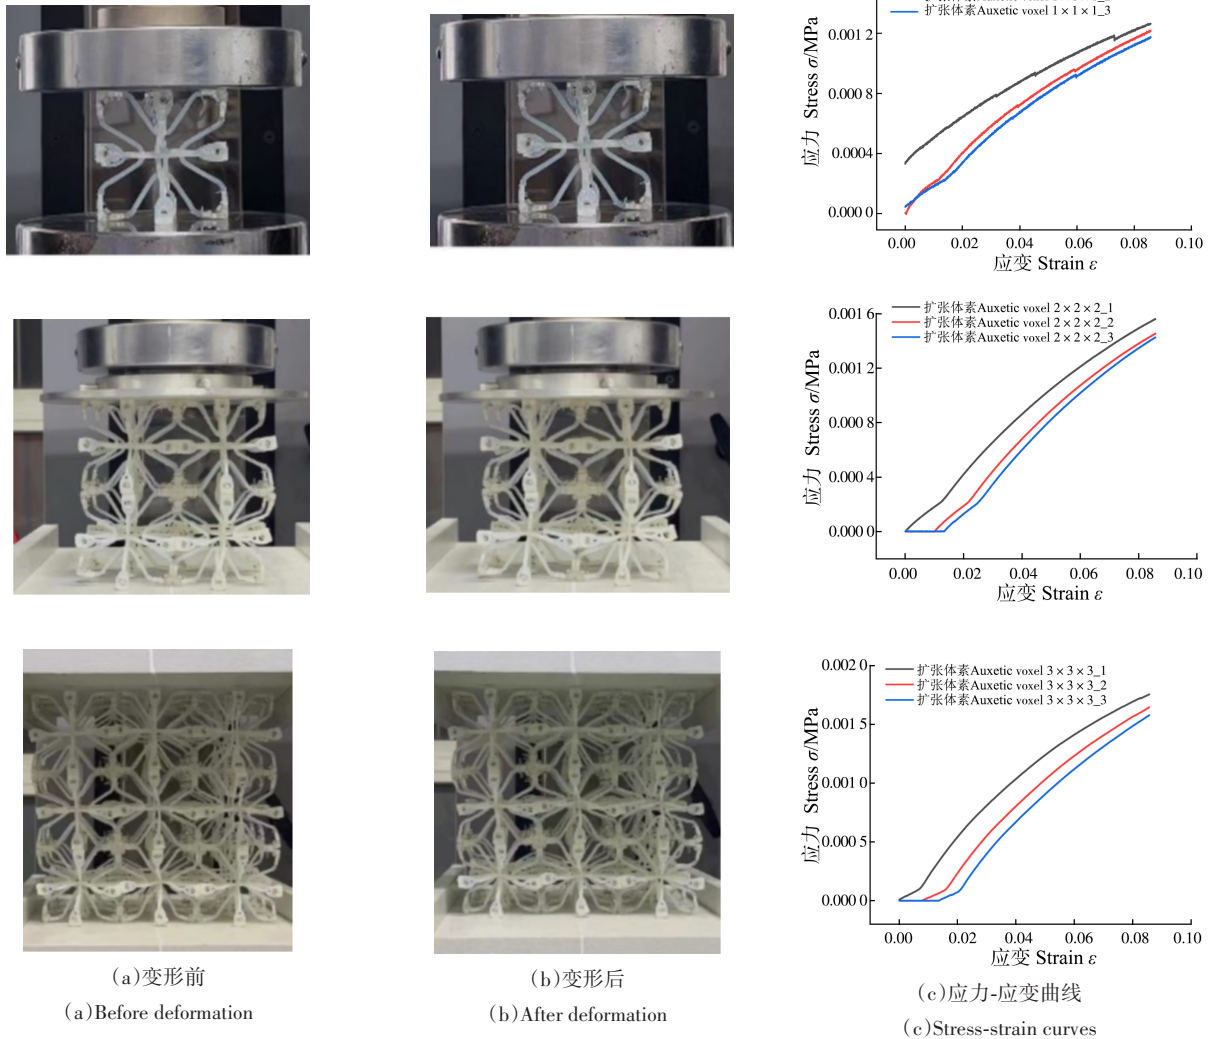 扩张体素Auxetic voxel 1×1×1_3
应力 Stress σ/MPa
0.001 2
0.000 8
0.000 4
0.000 0
0.00 0.02 0.04 0.06 0.08 0.10
应变 Strain ε
扩张体素Auxetic voxel 2×2×2_1
扩张体素Auxetic voxel 2×2×2_2
扩张体素Auxetic voxel 2×2×2_3
应力 Stress σ/MPa
0.001 6
0.001 2
0.000 8
0.000 4
0.000 0
0.00 0.02 0.04 0.06 0.08 0.10
应变 Strain ε
扩张体素Auxetic voxel 3×3×3_1
扩张体素Auxetic voxel 3×3×3_2
扩张体素Auxetic voxel 3×3×3_3
应力 Stress σ/MPa
0.002 0
0.001 5
0.001 0
0.000 5
0.000 0
0.00 0.02 0.04 0.06 0.08 0.10
应变 Strain ε
(a)变形前
(a)Before deformation
(b)变形后
(b)After deformation
(c)应力-应变曲线
(c)Stress-strain curves